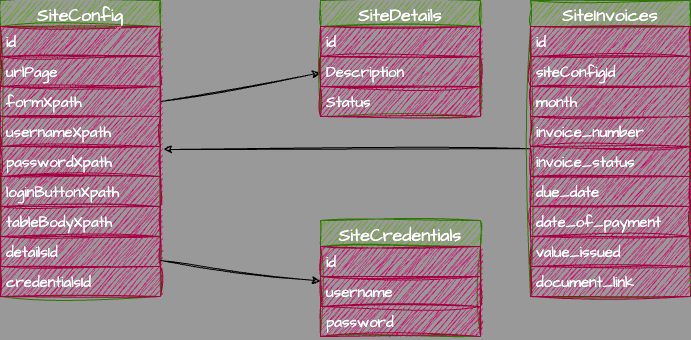 SiteConfig
id
urlPage
formXpath
usernameXpath
passwordXpath
loginButtonXpath
tableBodyXpath
detailsId
credentialsId
SiteDetails
id
Description
Status
SiteCredentials
id
username
password
SiteInvoices
id
siteConfigId
month
invoice_number
invoice_status
due_date
date_of_payment
value_issued
document_link